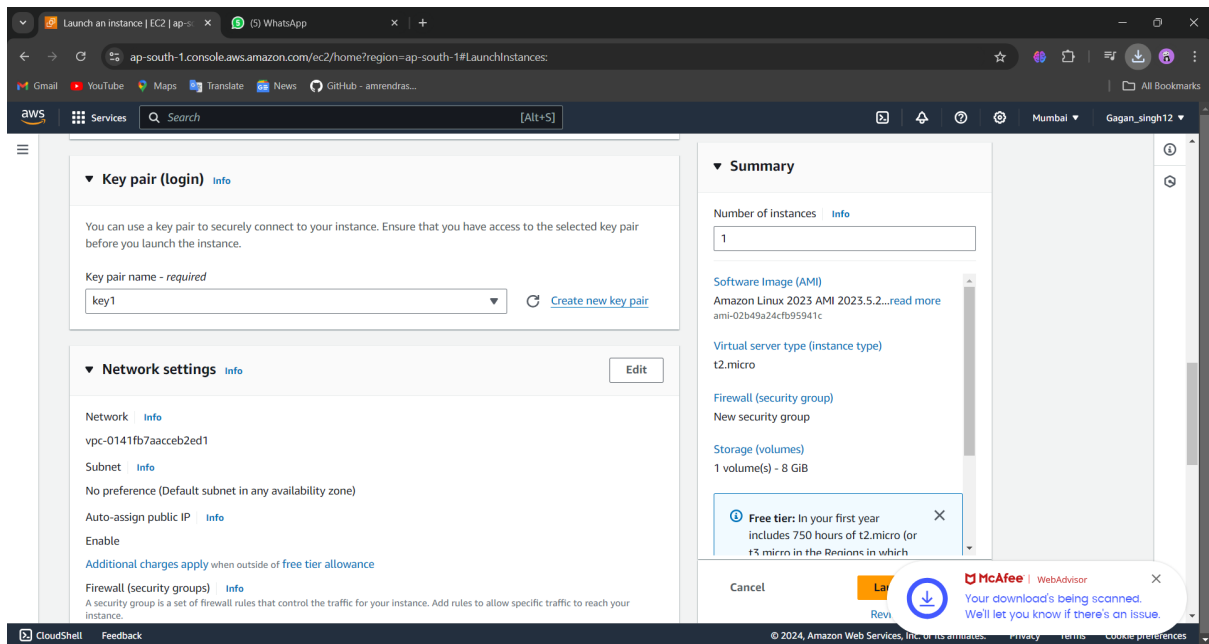 Launch an instance | EC2 | ap-s
(5) WhatsApp
ap-south-1.console.aws.amazon.com/ec2/home?region=ap-south-1#LaunchInstances:
Gmail YouTube Maps Translate News GitHub - amrendras... All Bookmarks
aws Services Search [Alt+S] Mumbai Gagan_singh12
Key pair (login) Info
You can use a key pair to securely connect to your instance. Ensure that you have access to the selected key pair
before you launch the instance.
Key pair name - required
key1 Create new key pair
Network settings Info Edit
Network Info
vpc-0141fb7aacceb2ed1
Subnet Info
No preference (Default subnet in any availability zone)
Auto-assign public IP Info
Enable
Additional charges apply when outside of free tier allowance
Firewall (security groups) Info
A security group is a set of firewall rules that control the traffic for your instance. Add rules to allow specific traffic to reach your
instance.
Summary
Number of instances Info
1
Software Image (AMI)
Amazon Linux 2023 AMI 2023.5.2...read more
ami-02b49a24cfb95941c
Virtual server type (instance type)
t2.micro
Firewall (security group)
New security group
Storage (volumes)
1 volume(s) - 8 GiB
Free tier: In your first year
includes 750 hours of t2.micro (or
t3.micro in the Regions in which
Cancel La
Revi
McAfee | WebAdvisor
Your download's being scanned.
We'll let you know if there's an issue.
CloudShell Feedback © 2024, Amazon Web Services, Inc. or its affiliates. Privacy Terms Cookie preferences